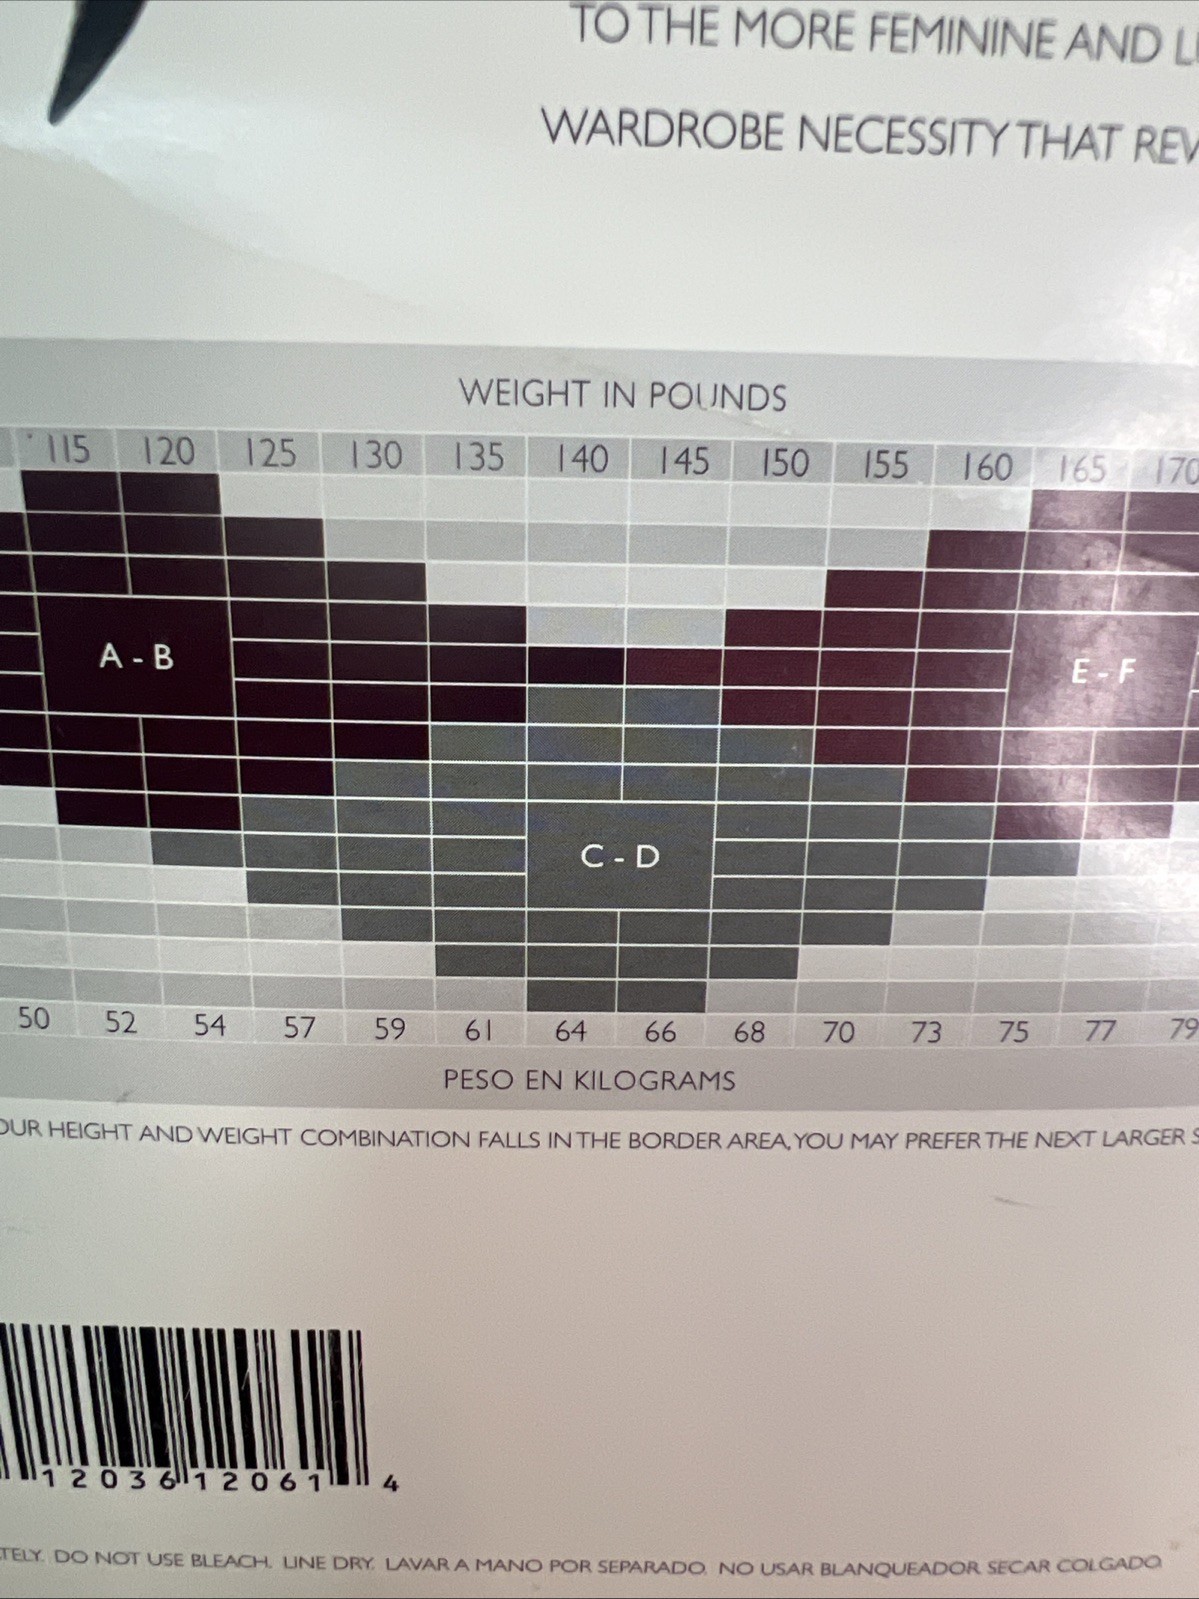 TO THE MORE FEMININE AND
WARDROBE NECESSITY THAT
WEIGHT IN POUNDS
115 120 125 130 135 140 145 150 155 160 165 170
A - B
E - F
C - D
50 52 54 57 59 61 64 66 68 70 73 75 77 79
PESO EN KILOGRAMS
HEIGHT AND WEIGHT COMBINATION FALLS IN THE BORDER AREA, YOU MAY PREFER THE NEXT LARGER
12036 12061 4
DO NOT USE BLEACH. LINE DRY. LAVAR A MANO POR SEPARADO. NO USAR BLANQUEADOR SECAR COLGADO